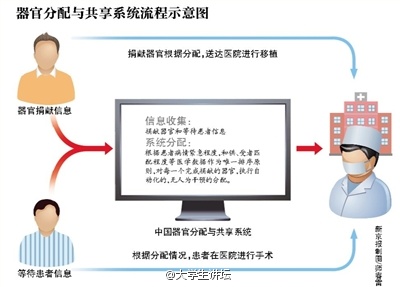 器官分配与共享系统流程示意图
捐献器官根据分配，送达医院进行移植
器官捐献信息
信息收集：
捐献器官和等待患者信息
系统分配：
根据患者病情紧急程度、和供、受者匹
配程度等医学数据作为唯一排序原
则，对每一个完成捐献的器官，执行自
动化的、无人为干预的分配。
中国器官分配与共享系统
等待患者信息
根据分配情况，患者在医院进行手术
新京报制图/师春雷
@大学生讲坛